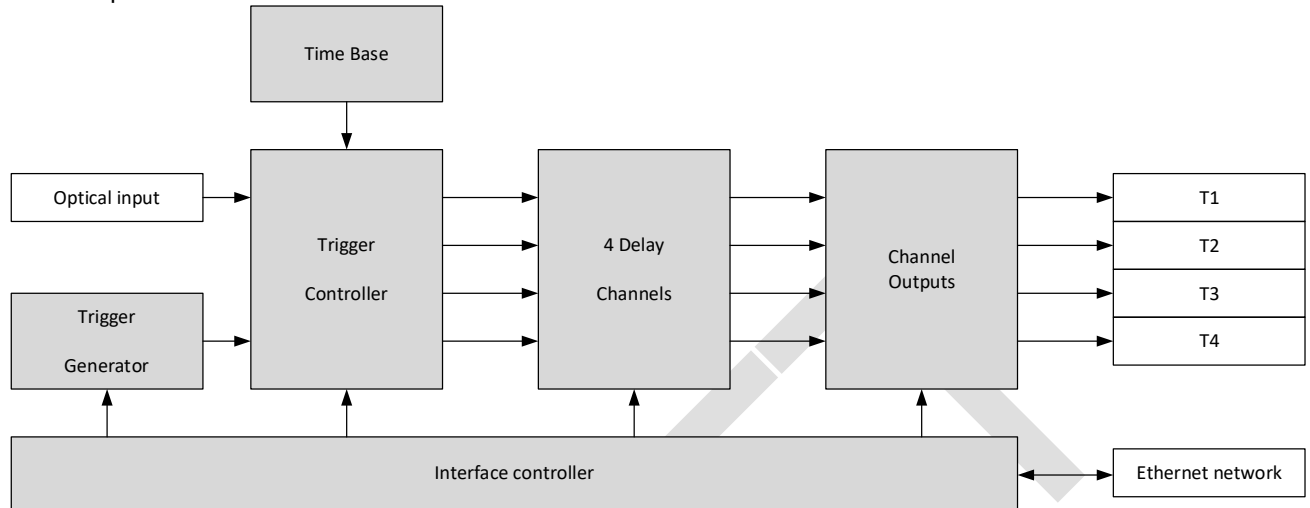 Time Base
Optical input
Trigger
Controller
4 Delay
Channels
Channel
Outputs
T1
T2
T3
T4
Trigger
Generator
Interface controller
Ethernet network